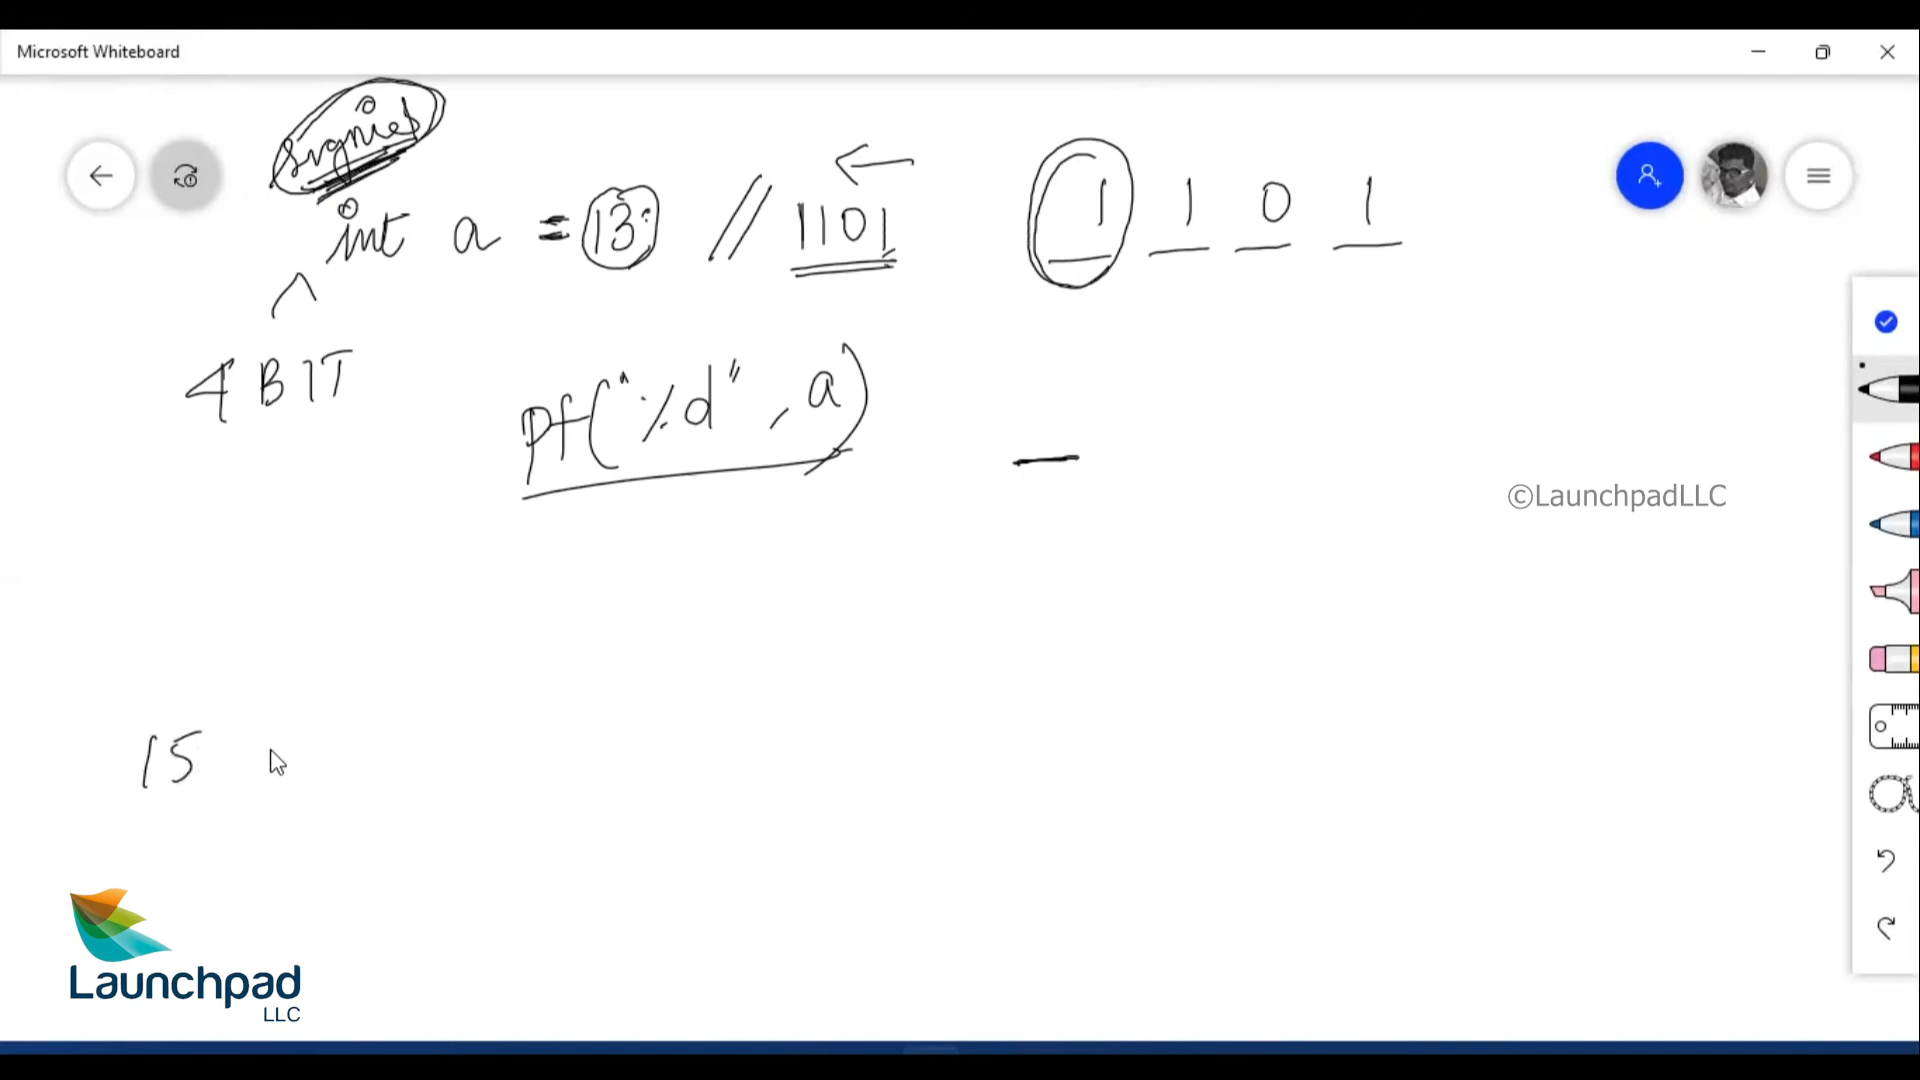 Microsoft Whiteboard
signed
int a = 13; // 1101 1 1 0 1
4 BIT
pf("%d", a) —
©LaunchpadLLC
15
Launchpad
LLC